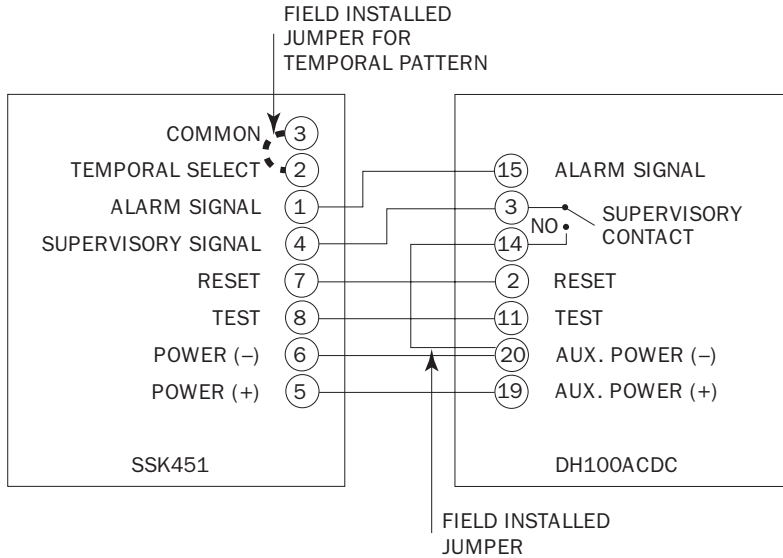 FIELD INSTALLED
JUMPER FOR
TEMPORAL PATTERN
COMMON 3
TEMPORAL SELECT 2
ALARM SIGNAL 1
SUPERVISORY SIGNAL 4
RESET 7
TEST 8
POWER (–) 6
POWER (+) 5
SSK451
15 ALARM SIGNAL
3
NO
SUPERVISORY
CONTACT
14
2 RESET
11 TEST
20 AUX. POWER (–)
19 AUX. POWER (+)
DH100ACDC
FIELD INSTALLED
JUMPER